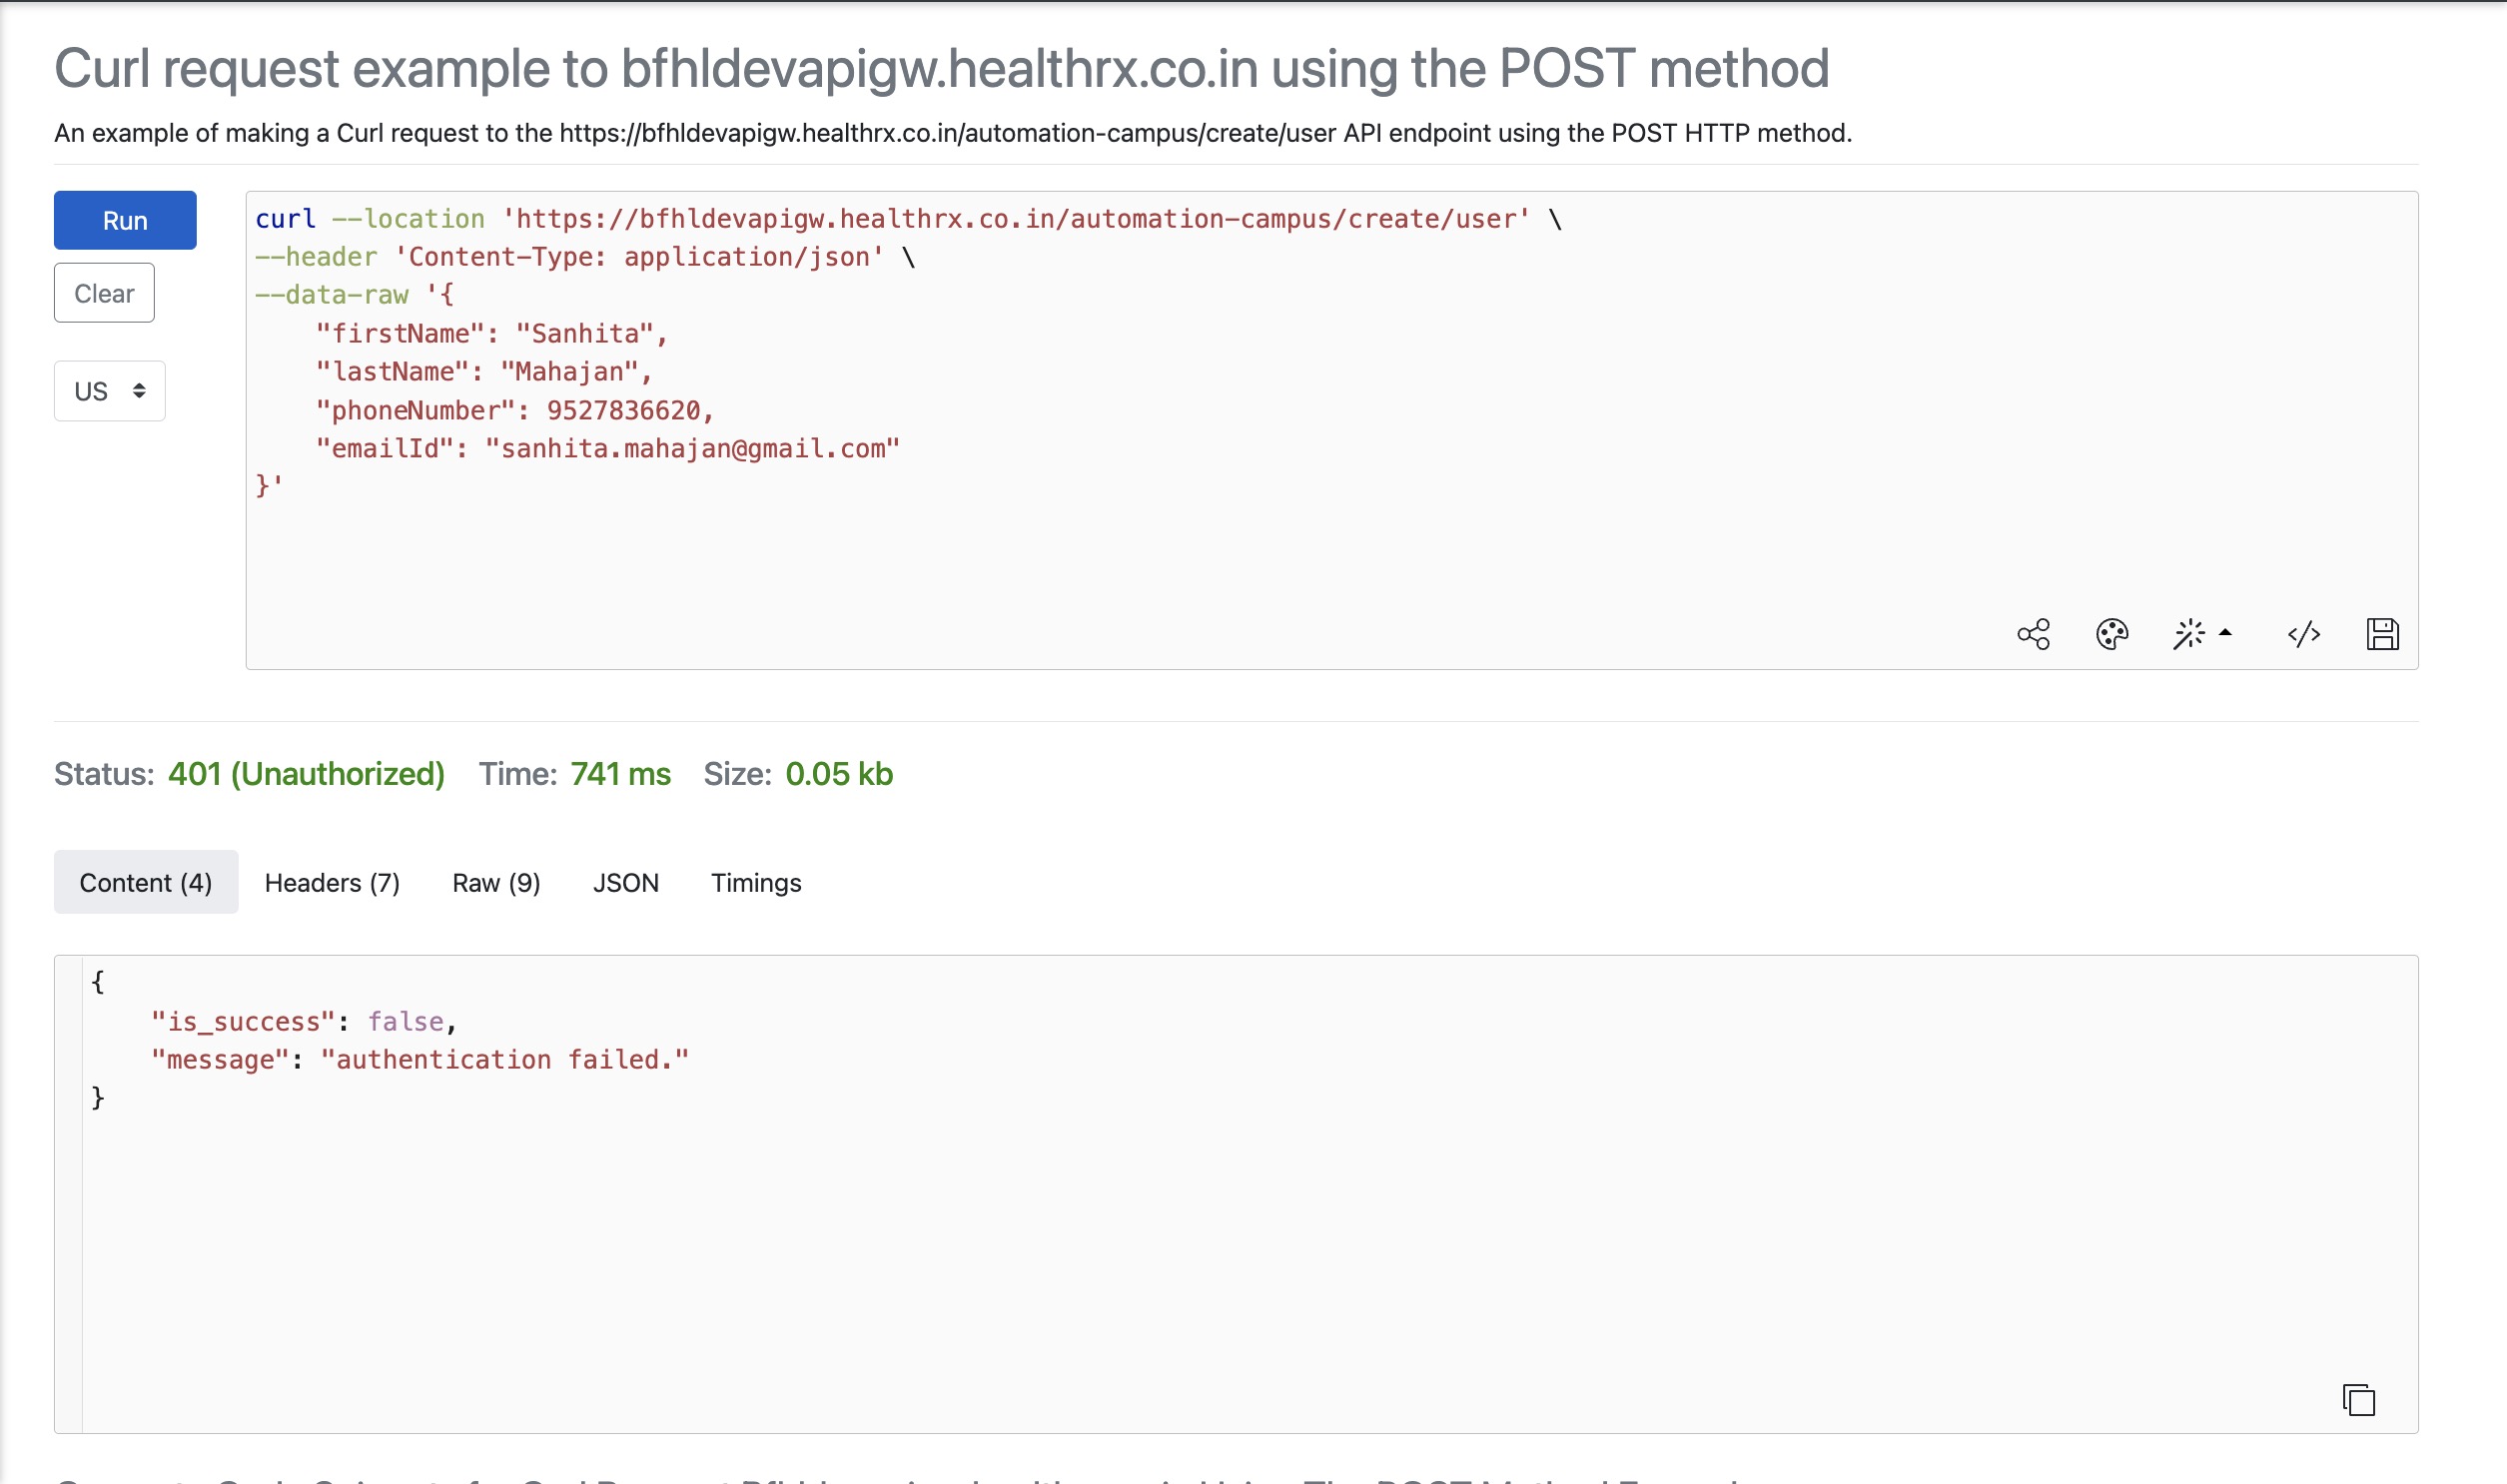 Curl request example to bfhldevapigw.healthrx.co.in using the POST method
An example of making a Curl request to the https://bfhldevapigw.healthrx.co.in/automation-campus/create/user API endpoint using the POST HTTP method.
Run
Clear
US
curl --location 'https://bfhldevapigw.healthrx.co.in/automation-campus/create/user' \
--header 'Content-Type: application/json' \
--data-raw '{
    "firstName": "Sanhita",
    "lastName": "Mahajan",
    "phoneNumber": 9527836620,
    "emailId": "sanhita.mahajan@gmail.com"
}'
Status: 401 (Unauthorized) Time: 741 ms Size: 0.05 kb
Content (4) Headers (7) Raw (9) JSON Timings
{
    "is_success": false,
    "message": "authentication failed."
}